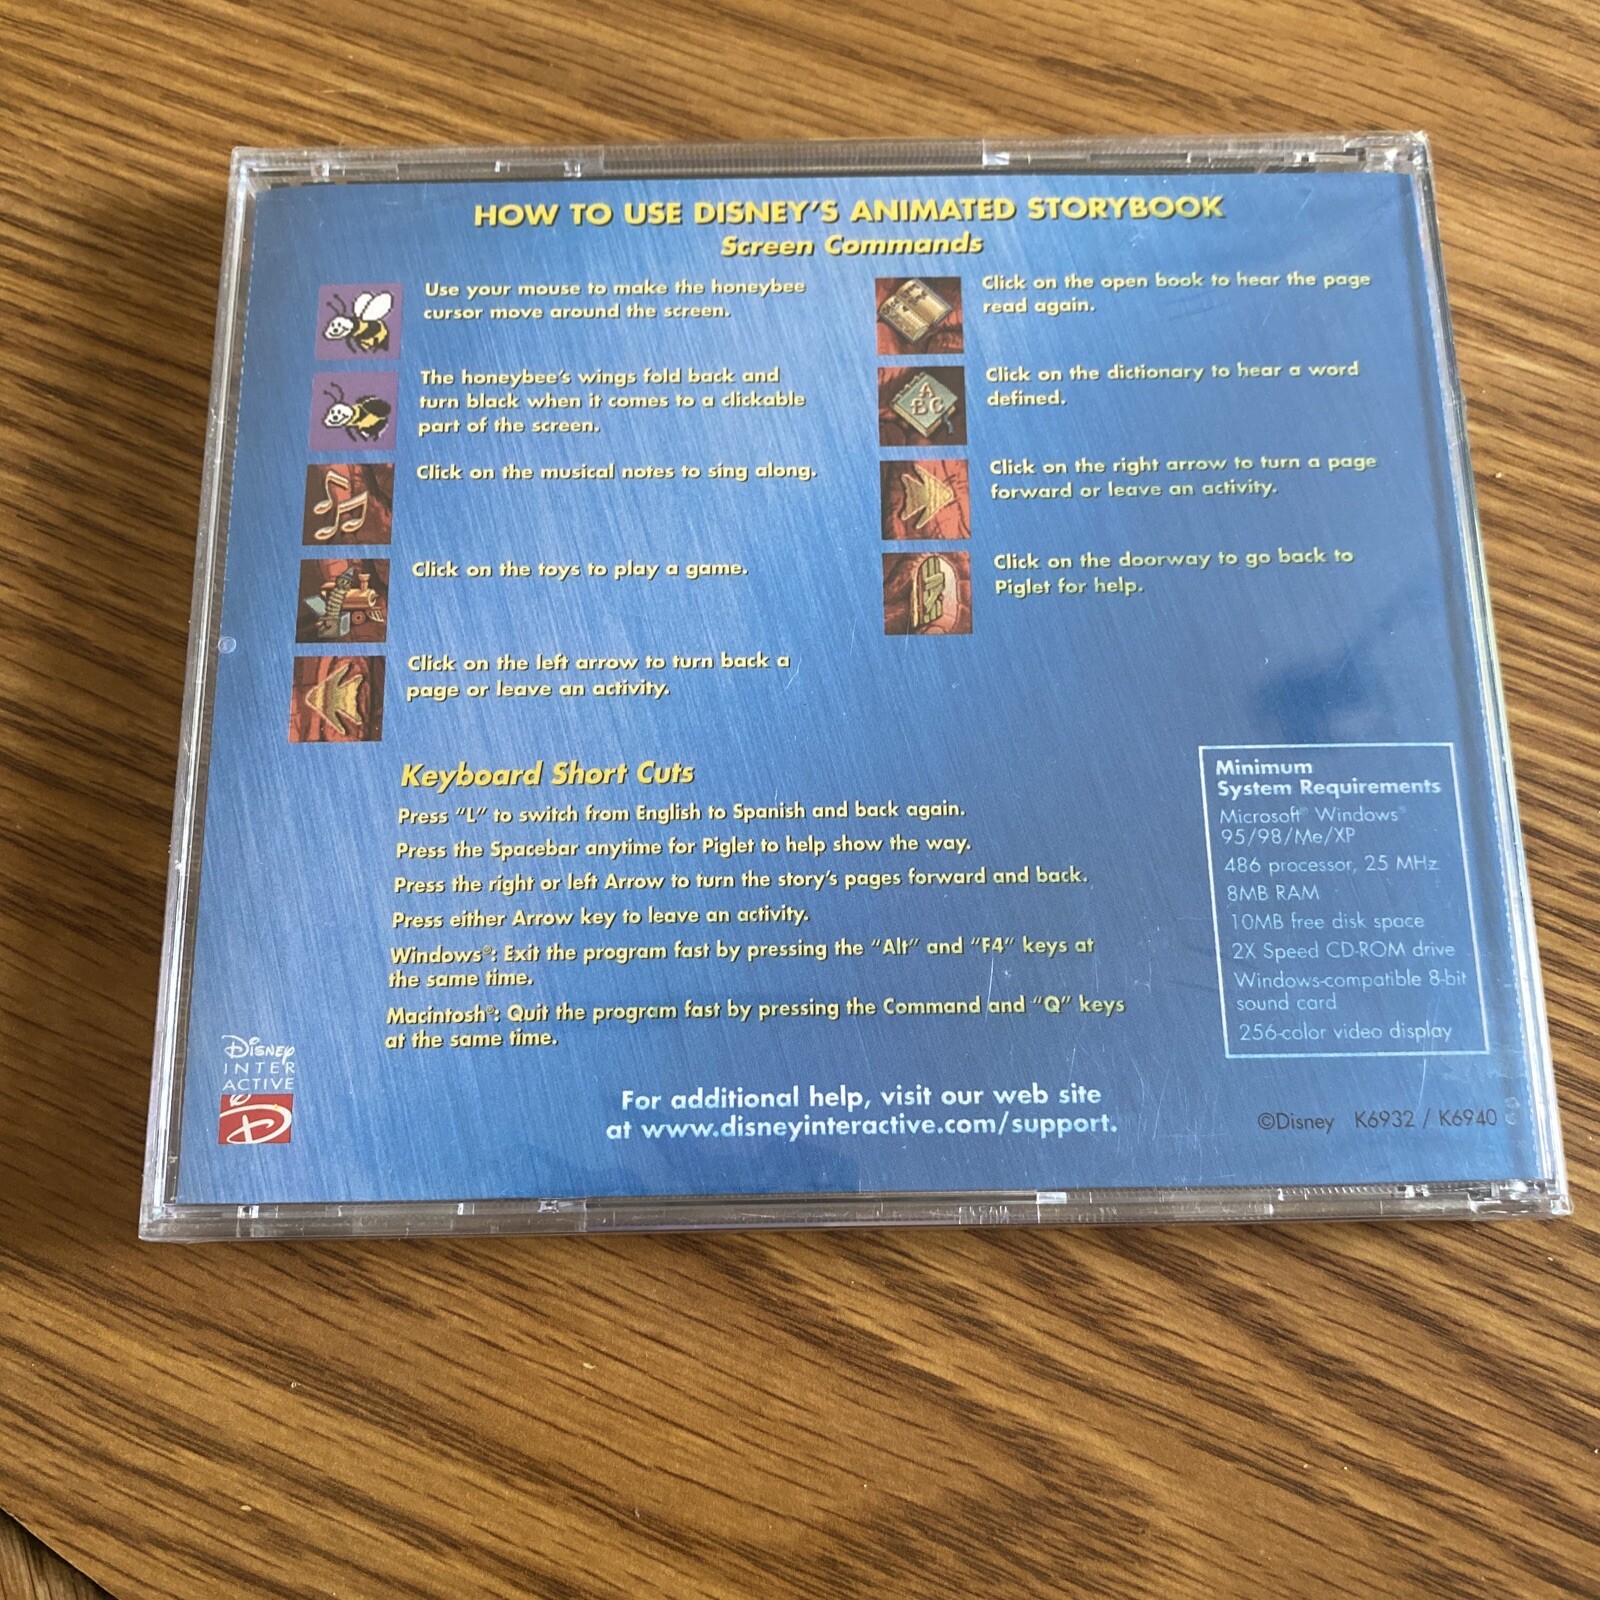 HOW TO USE DISNEY'S ANIMATED STORYBOOK
Screen Commands
Use your mouse to make the honeybee
cursor move around the screen.
The honeybee's wings fold back and
turn black when it comes to a clickable
part of the screen.
Click on the musical notes to sing along.
Click on the toys to play a game.
Click on the left arrow to turn back a
page or leave an activity.
Click on the open book to hear the page
read again.
A
BC
Click on the dictionary to hear a word
defined.
Click on the right arrow to turn a page
forward or leave an activity.
Click on the doorway to go back to
Piglet for help.
Keyboard Short Cuts
Press "L" to switch from English to Spanish and back again.
Press the Spacebar anytime for Piglet to help show the way.
Press the right or left Arrow to turn the story's pages forward and back.
Press either Arrow key to leave an activity.
Windows®: Exit the program fast by pressing the "Alt" and "F4" keys at
the same time.
Macintosh®: Quit the program fast by pressing the Command and "Q" keys
at the same time.
Minimum
System Requirements
Microsoft® Windows®
95/98/Me/XP
486 processor, 25 MHz
8MB RAM
10MB free disk space
2X Speed CD-ROM drive
Windows-compatible 8-bit
sound card
256-color video display
Disney
INTER
ACTIVE
D
For additional help, visit our web site
at www.disneyinteractive.com/support.
©Disney K6932 / K6940